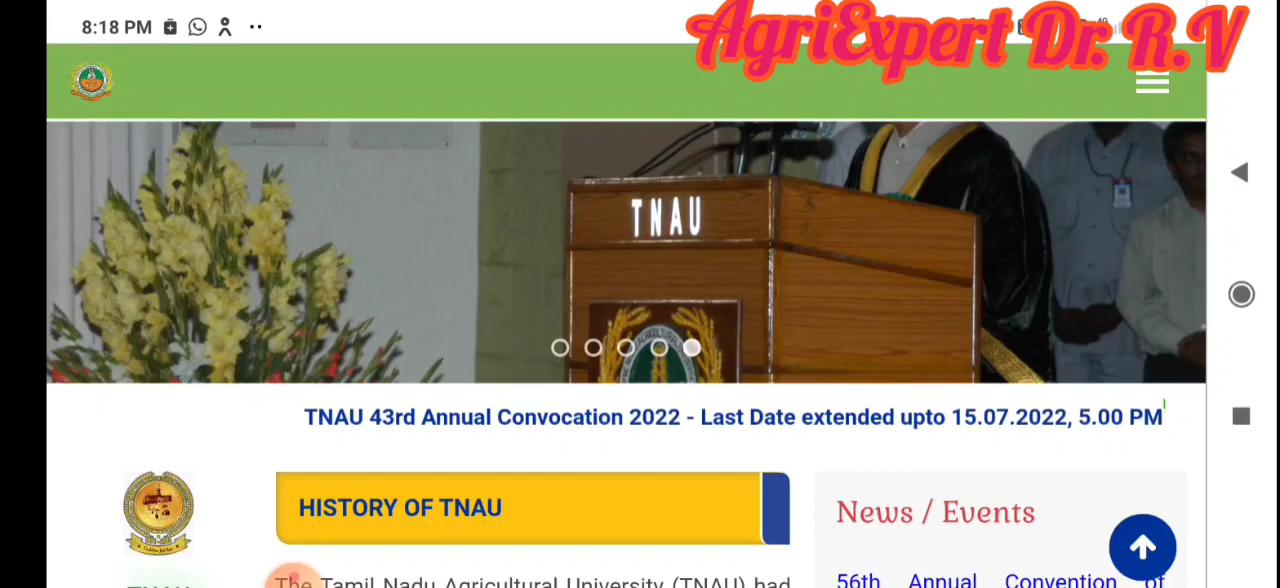 8:18 PM
AgriExpert Dr. R.V
TNAU
TNAU 43rd Annual Convocation 2022 - Last Date extended upto 15.07.2022, 5.00 PM
HISTORY OF TNAU
News / Events
The Tamil Nadu Agricultural University (TNAU) had
56th Annual Convention of
TNAU